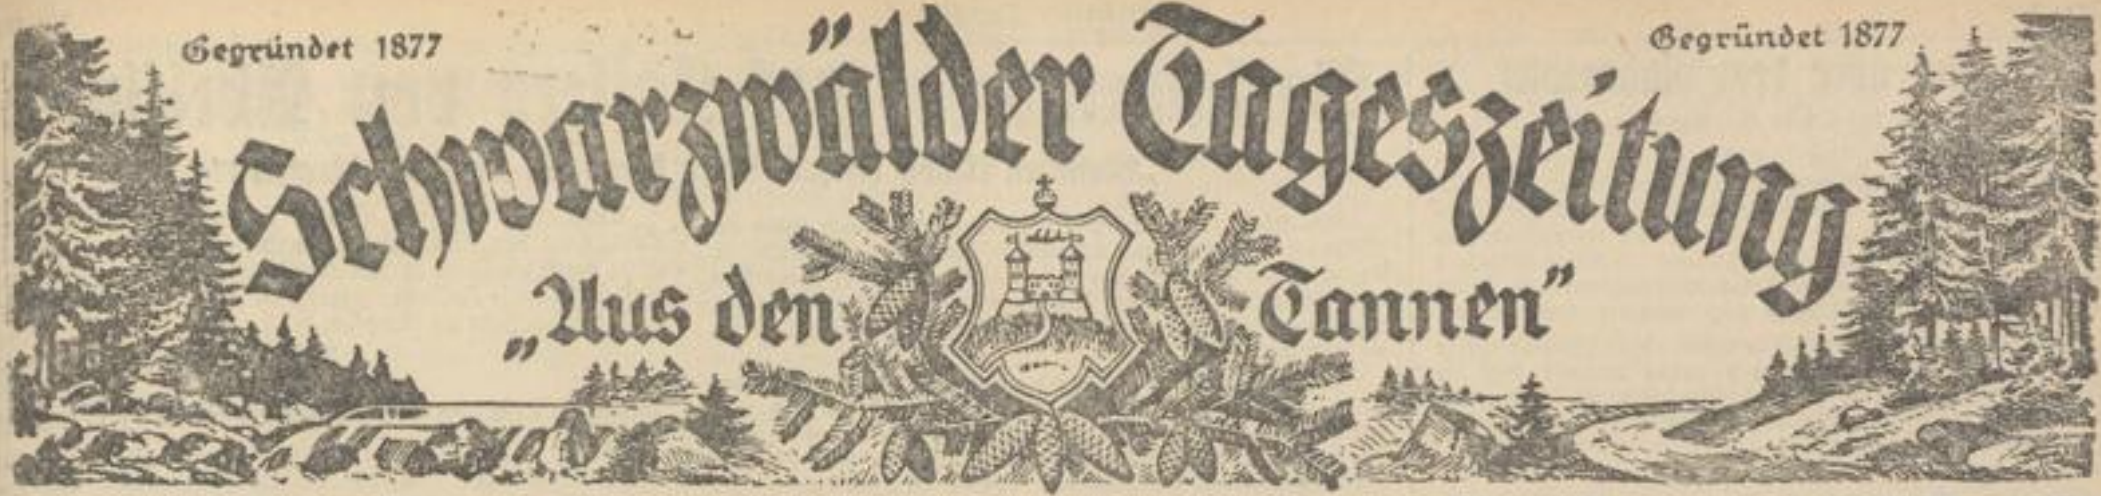 Gegründet 1877
Gegründet 1877
Schwarzwälder Tageszeitung
„Aus den Tannen“